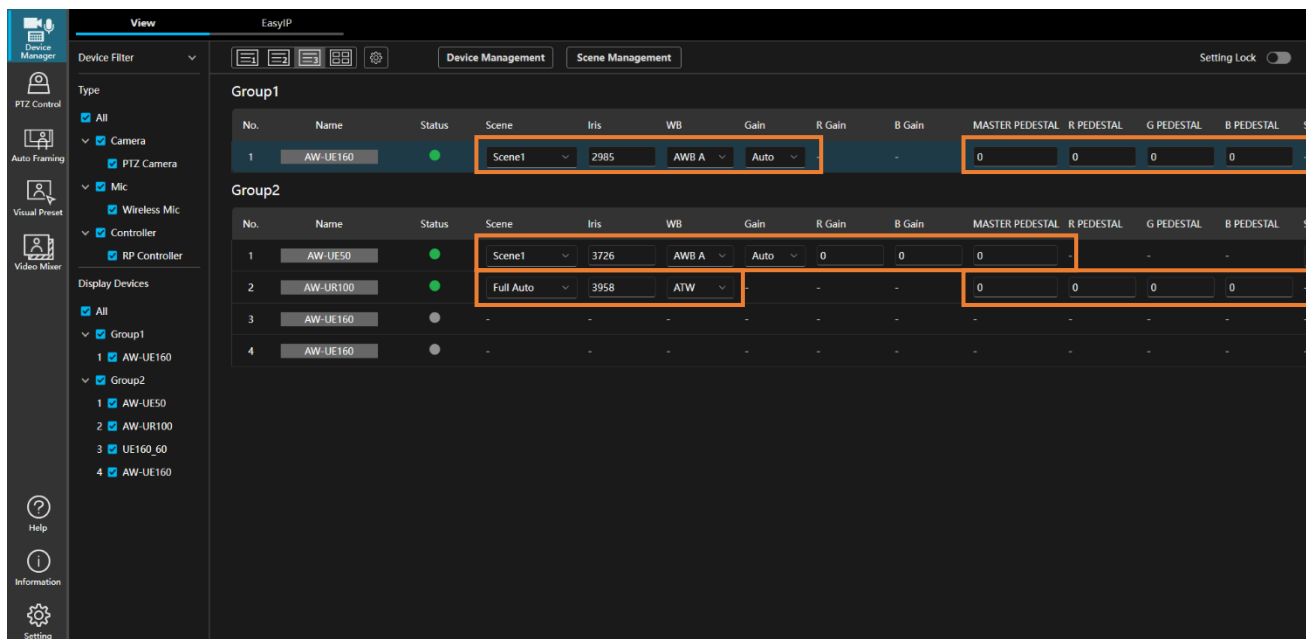 View EasyIP
Device Manager
PTZ Control
Auto Framing
Visual Preset
Video Mixer
Help
Information
Setting
Device Filter
Type
All
Camera
PTZ Camera
Mic
Wireless Mic
Controller
RP Controller
Display Devices
All
Group1
1 AW-UE160
Group2
1 AW-UE50
2 AW-UR100
3 UE160_60
4 AW-UE160
1 2 3 Device Management Scene Management Setting Lock
Group1
No. Name Status Scene Iris WB Gain R Gain B Gain MASTER PEDESTAL R PEDESTAL G PEDESTAL B PEDESTAL
1 AW-UE160 Scene1 2985 AWB A Auto - - 0 0 0 0 -
Group2
No. Name Status Scene Iris WB Gain R Gain B Gain MASTER PEDESTAL R PEDESTAL G PEDESTAL B PEDESTAL
1 AW-UE50 Scene1 3726 AWB A Auto 0 0 0 - - -
2 AW-UR100 Full Auto 3958 ATW - - - 0 0 0 0 -
3 AW-UE160 - - - - - - - - - -
4 AW-UE160 - - - - - - - - - -